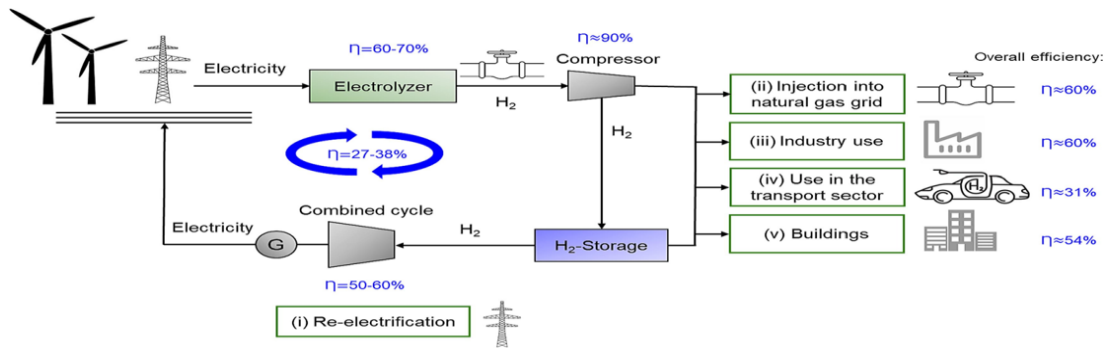 η≈90%
η=60-70%
Compressor
Overall efficiency:
Electricity
Electrolyzer
H₂
(ii) Injection into
natural gas grid
η≈60%
H₂
(iii) Industry use
η≈60%
η=27-38%
(iv) Use in the
transport sector
H₂
η≈31%
Combined cycle
Electricity
G
H₂
H₂-Storage
(v) Buildings
η≈54%
η=50-60%
(i) Re-electrification